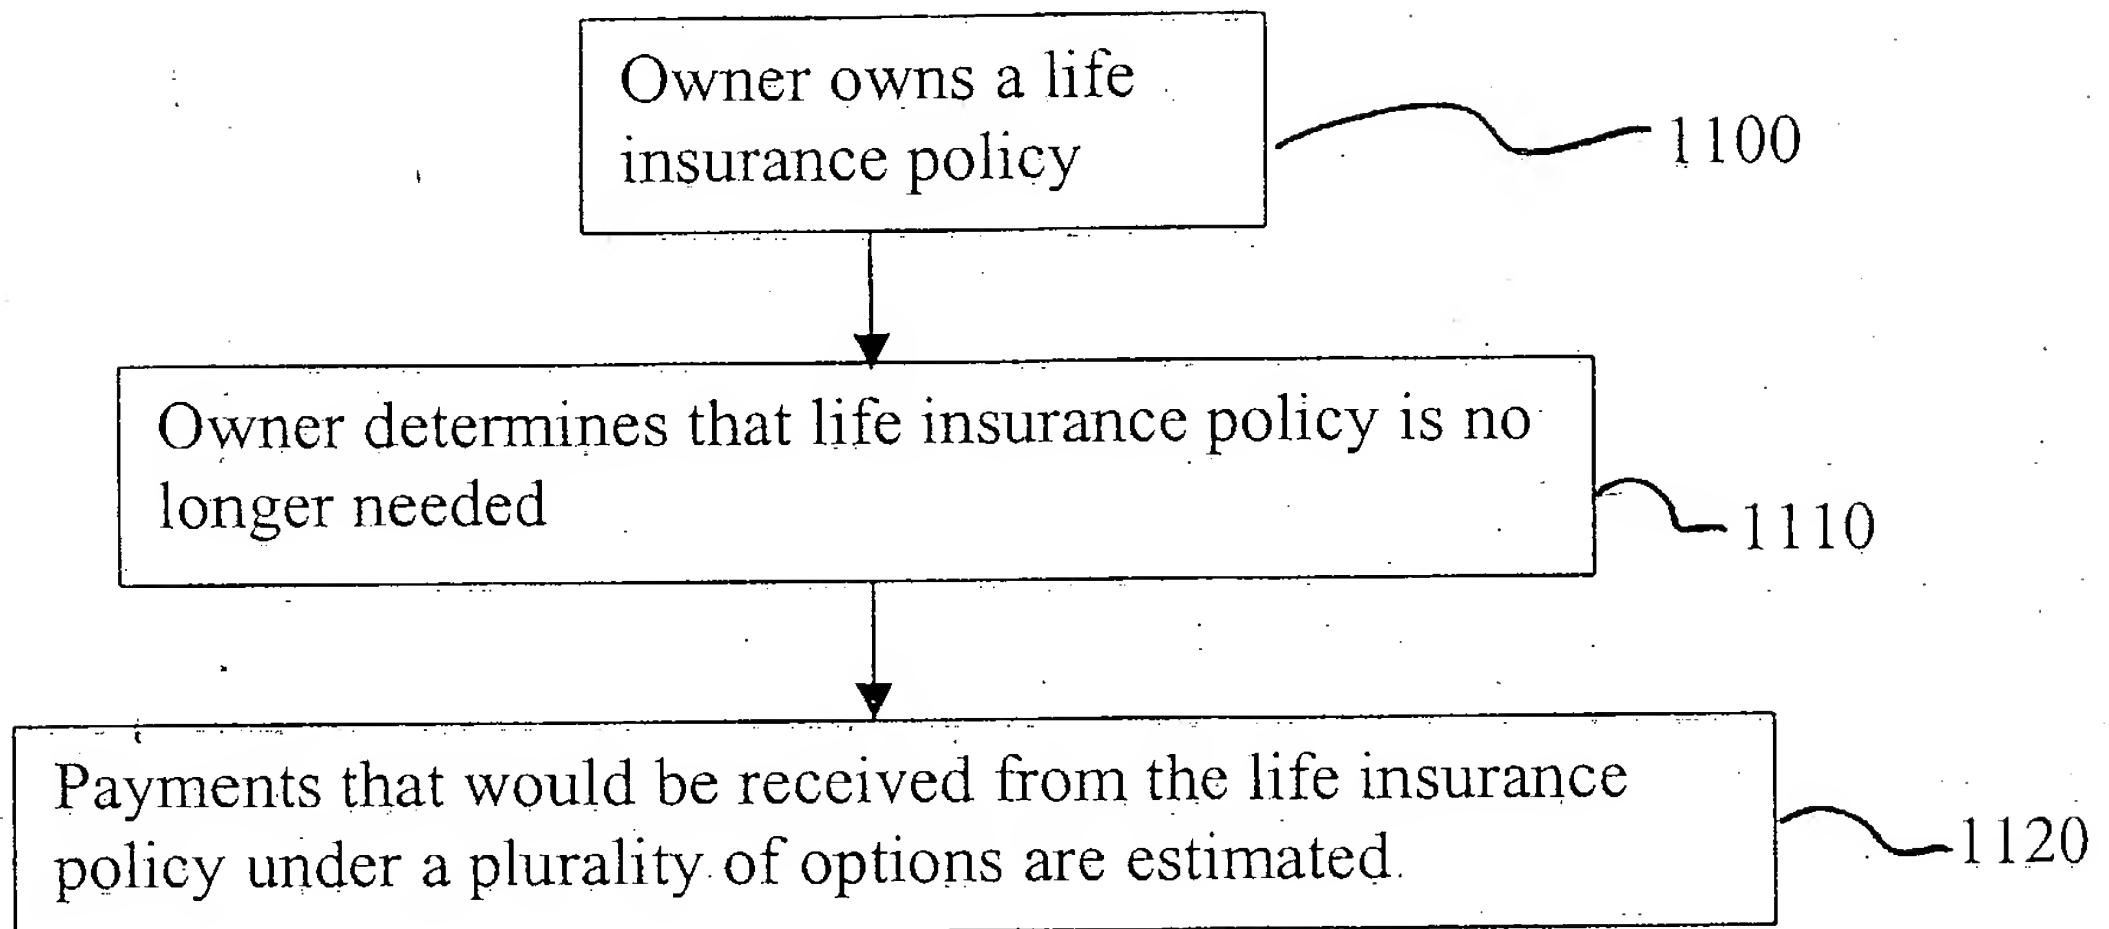 Owner owns a life
insurance policy
1100
Owner determines that life insurance policy is no
longer needed
1110
Payments that would be received from the life insurance
policy under a plurality of options are estimated.
1120